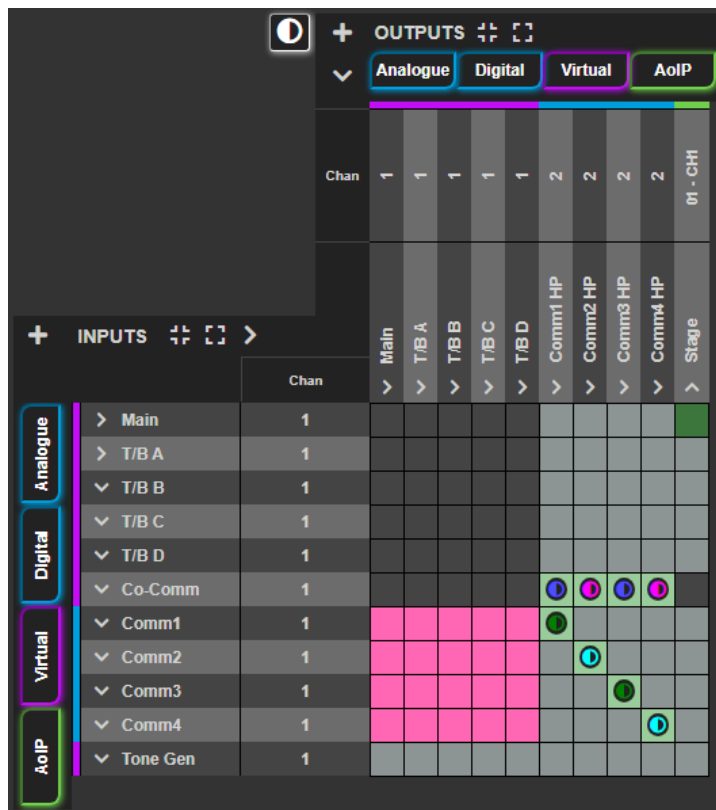 OUTPUTS
Analogue Digital Virtual AoIP
Chan 1 1 1 1 1 2 2 2 2 01 - CH1
Main T/B A T/B B T/B C T/B D Comm1 HP Comm2 HP Comm3 HP Comm4 HP Stage
INPUTS
Chan
Analogue
Digital
Virtual
AoIP
Main 1
T/B A 1
T/B B 1
T/B C 1
T/B D 1
Co-Comm 1
Comm1 1
Comm2 1
Comm3 1
Comm4 1
Tone Gen 1